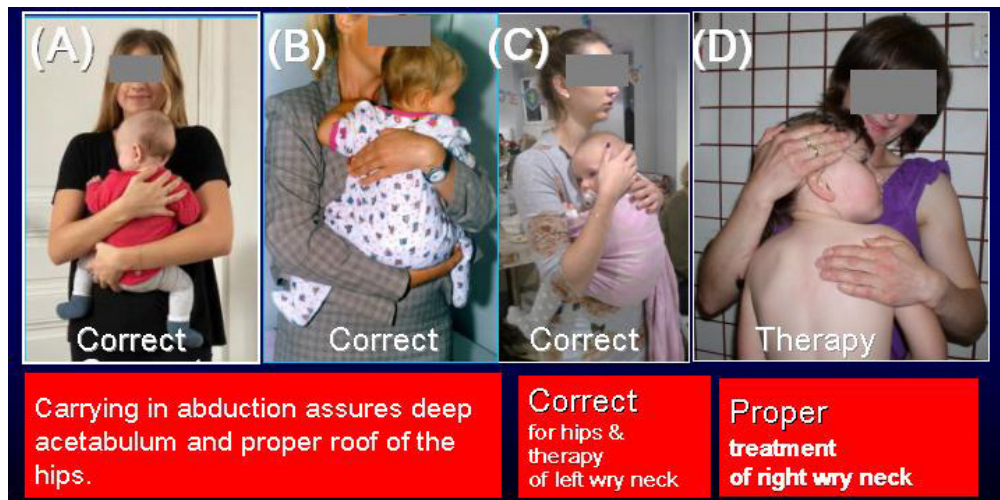 (A)
(B)
(C)
(D)
Correct
Correct
Correct
Therapy
Carrying in abduction assures deep
acetabulum and proper roof of the
hips.
Correct
for hips &
therapy
of left wry neck
Proper
treatment
of right wry neck